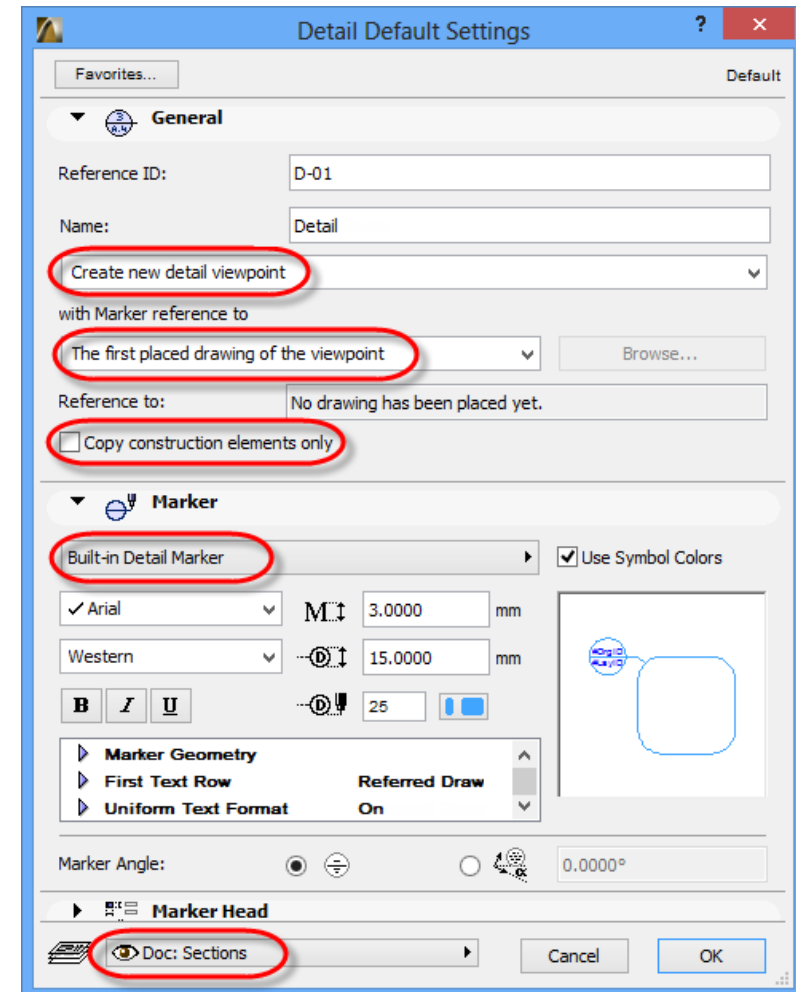 Detail Default Settings ? ×
Favorites... Default
General
Reference ID: D-01
Name: Detail
Create new detail viewpoint
with Marker reference to
The first placed drawing of the viewpoint Browse...
Reference to: No drawing has been placed yet.
Copy construction elements only
Marker
Built-in Detail Marker Use Symbol Colors
Arial M 3.0000 mm
Western D 15.0000 mm
B I U D 25
Marker Geometry
First Text Row Referred Draw
Uniform Text Format On
Marker Angle: α 0.0000°
Marker Head
Doc: Sections Cancel OK